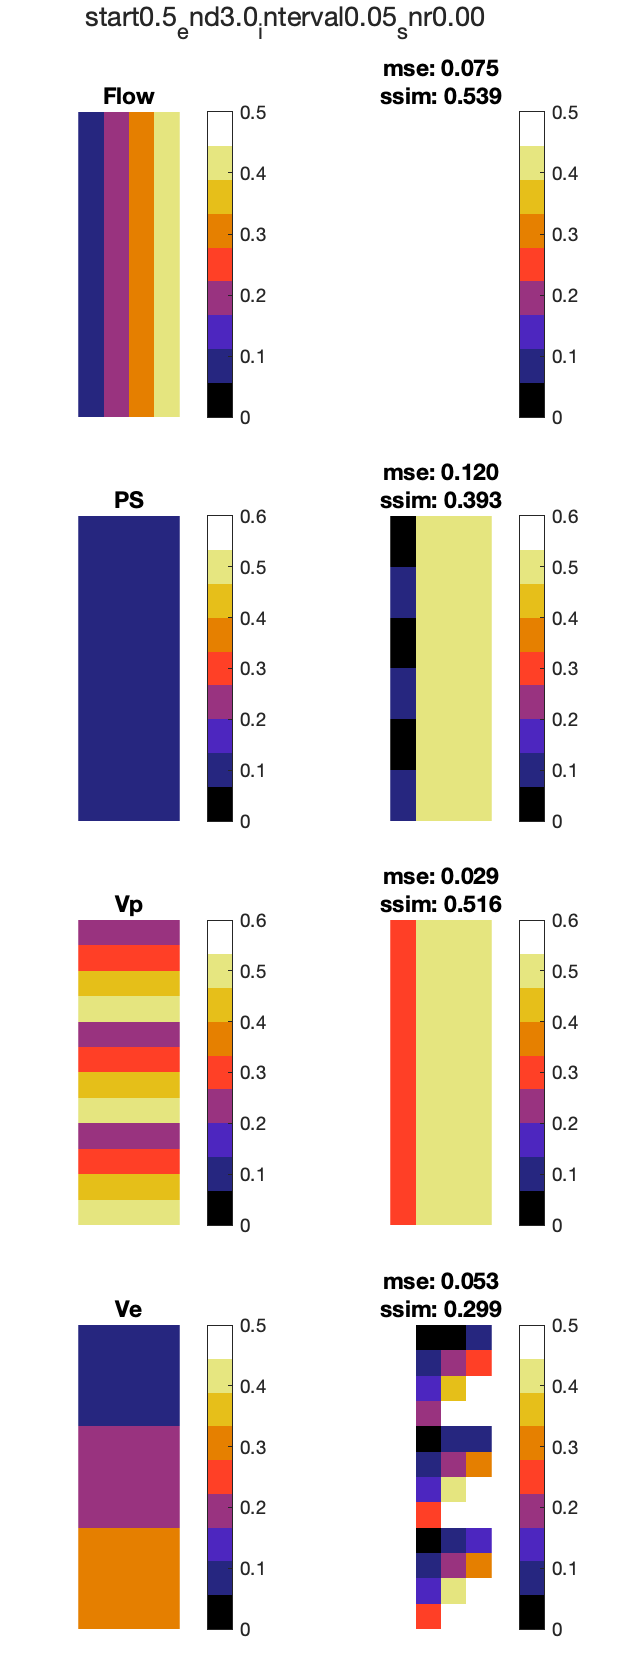 start0.5end3.0interval0.05snr0.00
mse: 0.075
Flow ssim: 0.539
0.5 0.5
0.4 0.4
0.3 0.3
0.2 0.2
0.1 0.1
0 0
mse: 0.120
PS ssim: 0.393
0.6 0.6
0.5 0.5
0.4 0.4
0.3 0.3
0.2 0.2
0.1 0.1
0 0
mse: 0.029
Vp ssim: 0.516
0.6 0.6
0.5 0.5
0.4 0.4
0.3 0.3
0.2 0.2
0.1 0.1
0 0
mse: 0.053
Ve ssim: 0.299
0.5 0.5
0.4 0.4
0.3 0.3
0.2 0.2
0.1 0.1
0 0